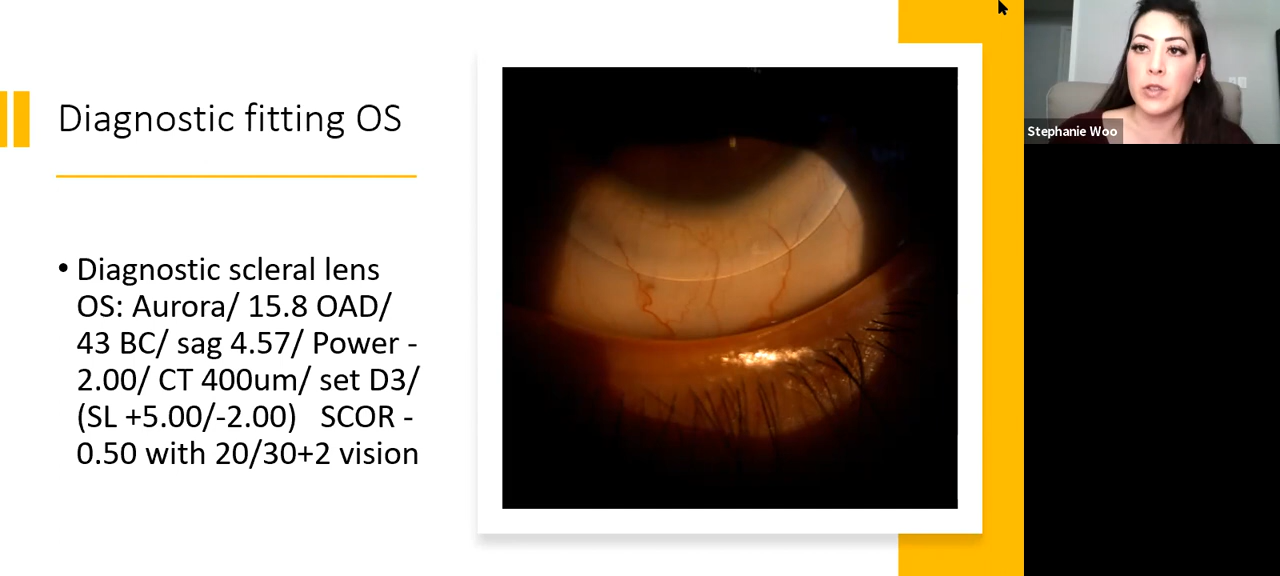 Diagnostic fitting OS
• Diagnostic scleral lens
OS: Aurora/ 15.8 OAD/
43 BC/ sag 4.57/ Power -
2.00/ CT 400um/ set D3/
(SL +5.00/-2.00)   SCOR -
0.50 with 20/30+2 vision
Stephanie Woo